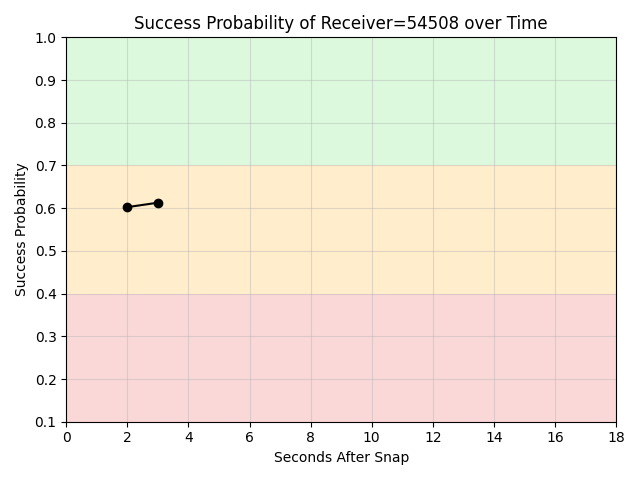 Success Probability of Receiver=54508 over Time
1.0
0.9
0.8
0.7
0.6
0.5
0.4
0.3
0.2
0.1
Success Probability
0 2 4 6 8 10 12 14 16 18
Seconds After Snap